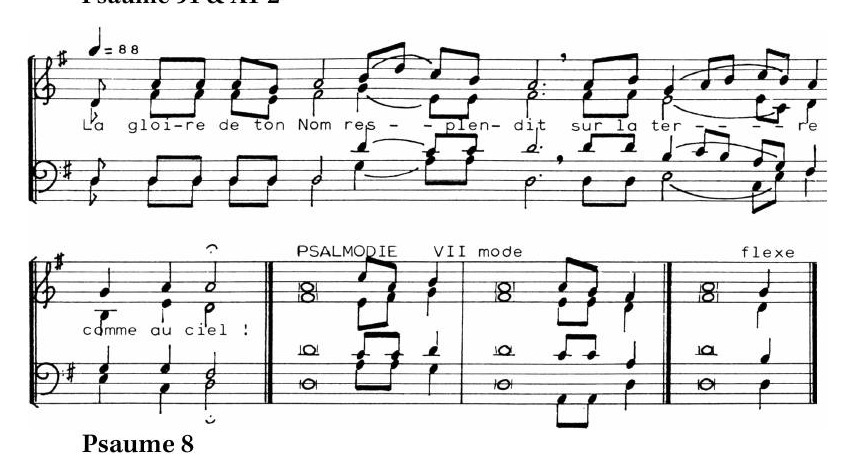 Psaume 91 & AT 2
= 88
La gloi-re de ton Nom res - - plen- dit sur la ter - - - - re
PSALMODIE VII mode flexe
comme au ciel !
Psaume 8